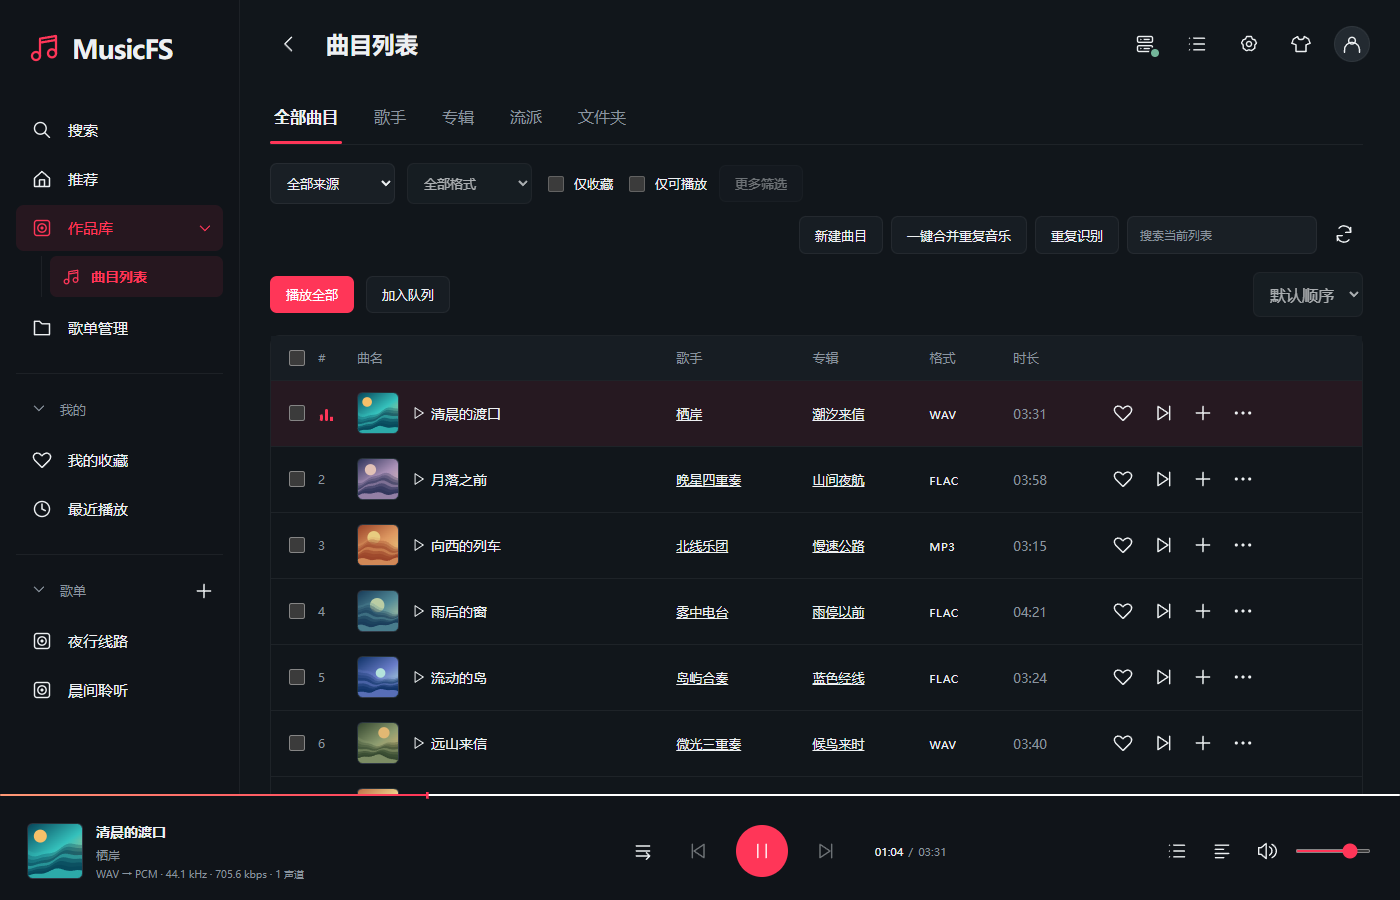 MusicFS
搜索
推荐
作品库
曲目列表
歌单管理
我的
我的收藏
最近播放
歌单
夜行线路
晨间聆听
曲目列表
全部曲目 歌手 专辑 流派 文件夹
全部来源 全部格式 仅收藏 仅可播放 更多筛选
新建曲目 一键合并重复音乐 重复识别 搜索当前列表
播放全部 加入队列 默认顺序
# 曲名 歌手 专辑 格式 时长
清晨的渡口 栖岸 潮汐来信 WAV 03:31
2 月落之前 晚星四重奏 山间夜航 FLAC 03:58
3 向西的列车 北线乐团 慢速公路 MP3 03:15
4 雨后的窗 雾中电台 雨停以前 FLAC 04:21
5 流动的岛 岛屿合奏 蓝色经线 FLAC 03:24
6 远山来信 微光三重奏 候鸟来时 WAV 03:40
清晨的渡口
栖岸
WAV → PCM · 44.1 kHz · 705.6 kbps · 1 声道
01:04 / 03:31